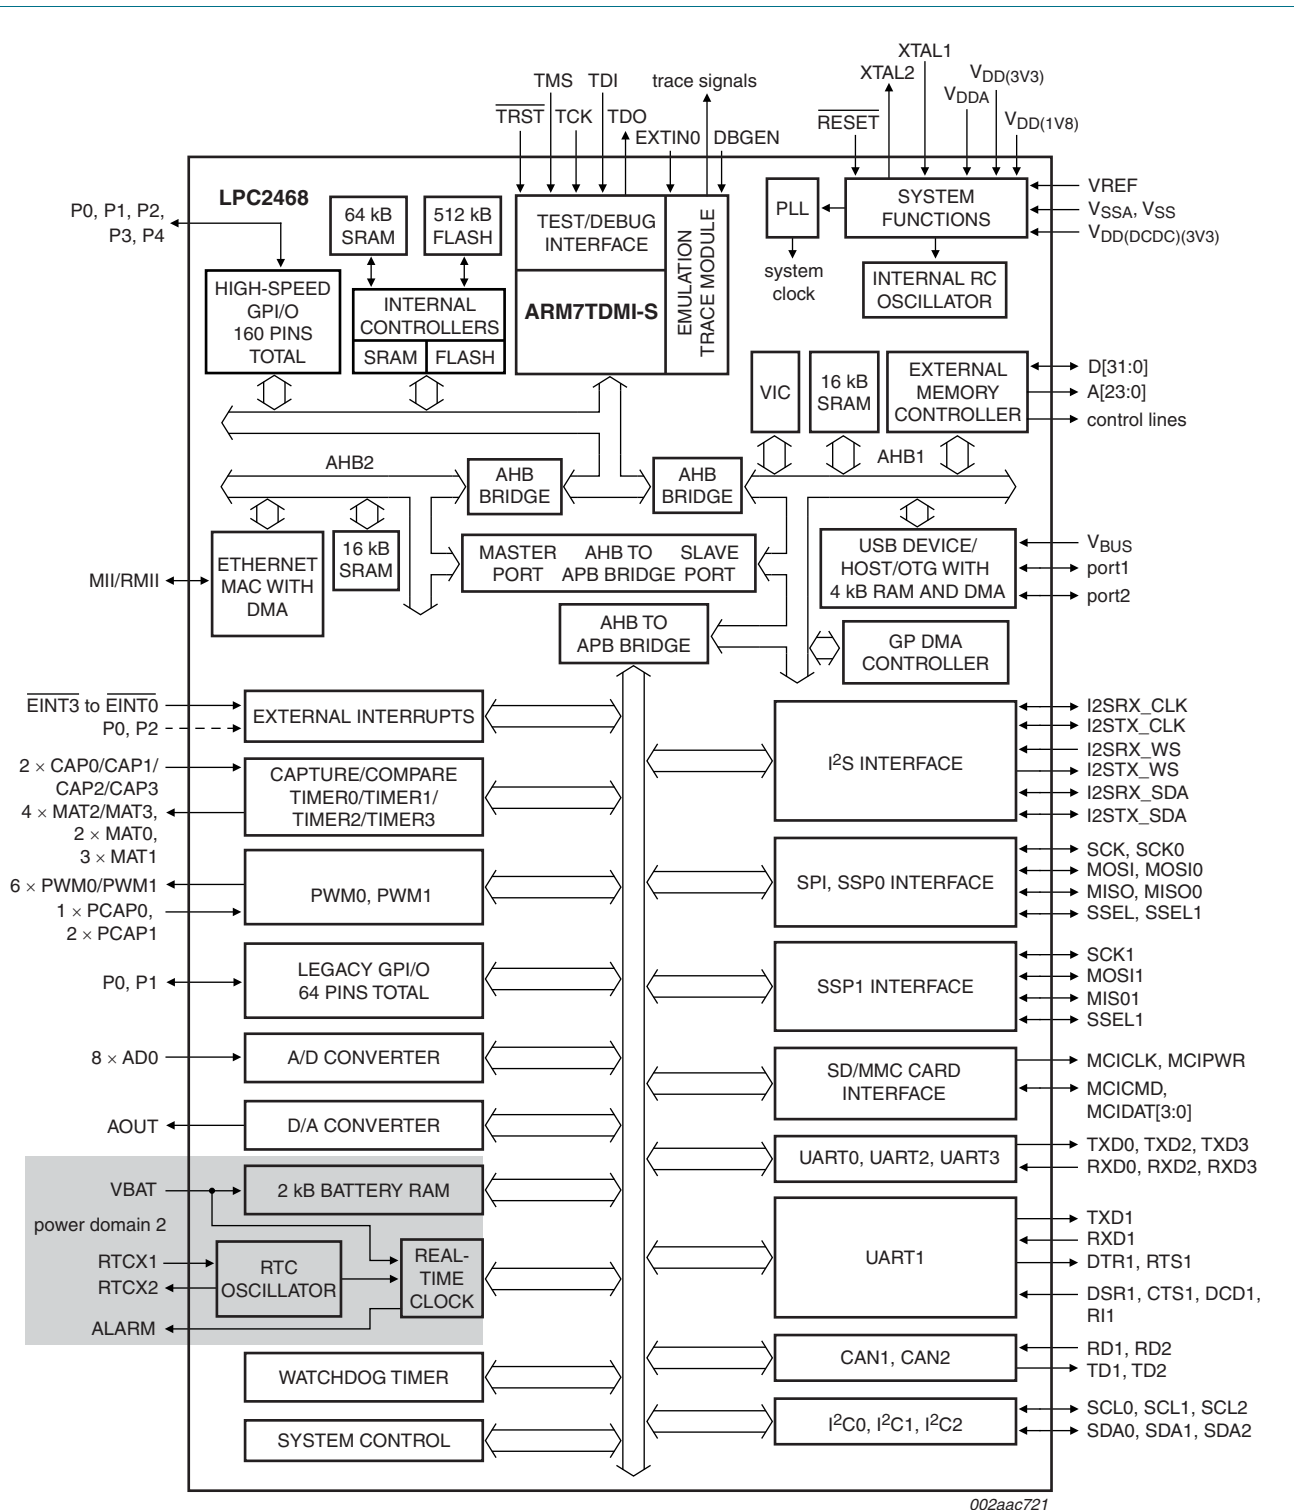 XTAL1
XTAL2
VDD(3V3)
VDDA
VDD(1V8)
RESET
TMS TDI trace signals
TRST TCK TDO
EXTIN0 DBGEN
LPC2468
P0, P1, P2,
P3, P4
64 kB
SRAM
512 kB
FLASH
TEST/DEBUG
INTERFACE
EMULATION
TRACE MODULE
ARM7TDMI-S
PLL
SYSTEM
FUNCTIONS
VREF
VSSA, VSS
VDD(DCDC)(3V3)
system
clock
INTERNAL RC
OSCILLATOR
HIGH-SPEED
GPI/O
160 PINS
TOTAL
INTERNAL
CONTROLLERS
SRAM FLASH
VIC
16 kB
SRAM
EXTERNAL
MEMORY
CONTROLLER
D[31:0]
A[23:0]
control lines
AHB2
AHB
BRIDGE
AHB
BRIDGE
AHB1
ETHERNET
MAC WITH
DMA
MII/RMII
16 kB
SRAM
MASTER
PORT
AHB TO
APB BRIDGE
SLAVE
PORT
USB DEVICE/
HOST/OTG WITH
4 kB RAM AND DMA
VBUS
port1
port2
AHB TO
APB BRIDGE
GP DMA
CONTROLLER
EINT3 to EINT0
P0, P2
EXTERNAL INTERRUPTS
2 × CAP0/CAP1/
CAP2/CAP3
4 × MAT2/MAT3,
2 × MAT0,
3 × MAT1
CAPTURE/COMPARE
TIMER0/TIMER1/
TIMER2/TIMER3
6 × PWM0/PWM1
1 × PCAP0,
2 × PCAP1
PWM0, PWM1
P0, P1
LEGACY GPI/O
64 PINS TOTAL
8 × AD0
A/D CONVERTER
AOUT
D/A CONVERTER
VBAT
2 kB BATTERY RAM
power domain 2
RTCX1
RTCX2
RTC
OSCILLATOR
REAL-
TIME
CLOCK
ALARM
WATCHDOG TIMER
SYSTEM CONTROL
I2S INTERFACE
I2SRX_CLK
I2STX_CLK
I2SRX_WS
I2STX_WS
I2SRX_SDA
I2STX_SDA
SPI, SSP0 INTERFACE
SCK, SCK0
MOSI, MOSI0
MISO, MISO0
SSEL, SSEL1
SSP1 INTERFACE
SCK1
MOSI1
MIS01
SSEL1
SD/MMC CARD
INTERFACE
MCICLK, MCIPWR
MCICMD,
MCIDAT[3:0]
UART0, UART2, UART3
TXD0, TXD2, TXD3
RXD0, RXD2, RXD3
UART1
TXD1
RXD1
DTR1, RTS1
DSR1, CTS1, DCD1,
RI1
CAN1, CAN2
RD1, RD2
TD1, TD2
I2C0, I2C1, I2C2
SCL0, SCL1, SCL2
SDA0, SDA1, SDA2
002aac721